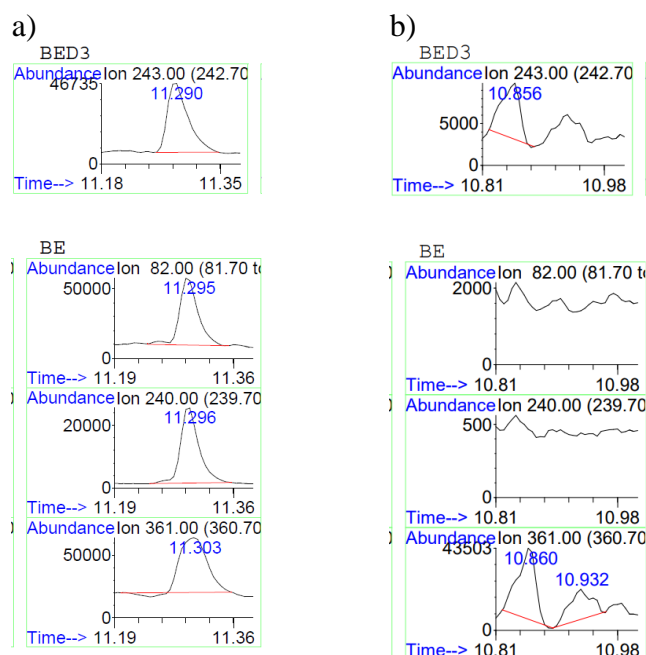 a)
BED3
Abundance Ion 243.00 (242.70
46735
11.290
0
Time--> 11.18 11.35
BE
Abundance Ion 82.00 (81.70 to
50000
11.295
0
Time--> 11.19 11.36
Abundance Ion 240.00 (239.70
11.296
20000
0
Time--> 11.19 11.36
Abundance Ion 361.00 (360.70
11.303
50000
0
Time--> 11.19 11.36
b)
BED3
Abundance Ion 243.00 (242.70
10.856
5000
0
Time--> 10.81 10.98
BE
Abundance Ion 82.00 (81.70 to
2000
0
Time--> 10.81 10.98
Abundance Ion 240.00 (239.70
500
0
Time--> 10.81 10.98
Abundance Ion 361.00 (360.70
43503
10.860
10.932
0
Time--> 10.81 10.98